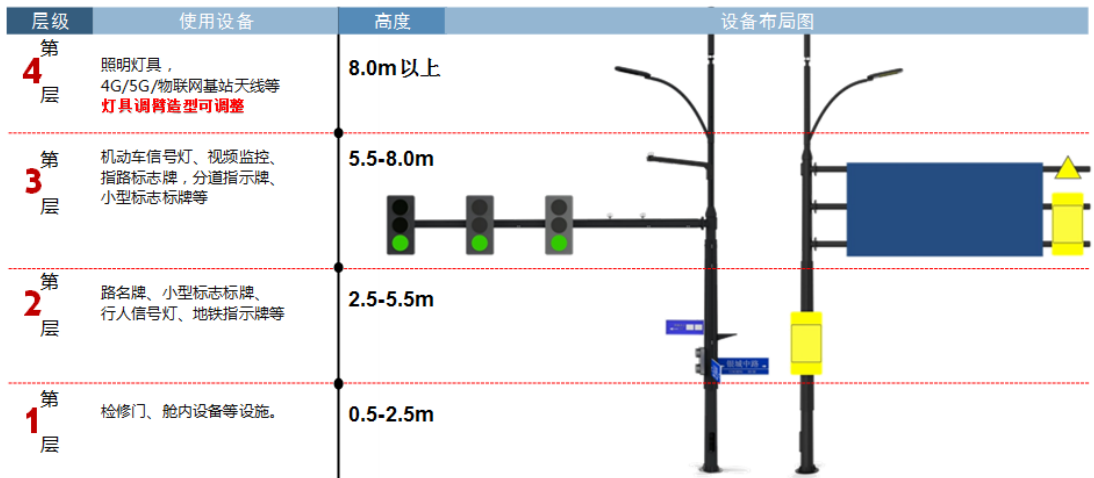 层级 使用设备 高度 设备布局图
第
4
层
照明灯具，
4G/5G/物联网基站天线等
灯具调臂造型可调整
8.0m以上
第
3
层
机动车信号灯、视频监控、
指路标志牌，分道指示牌、
小型标志标牌等
5.5-8.0m
第
2
层
路名牌、小型标志标牌、
行人信号灯、地铁指示牌等
2.5-5.5m
银城中路
第
1
层
检修门、舱内设备等设施。
0.5-2.5m